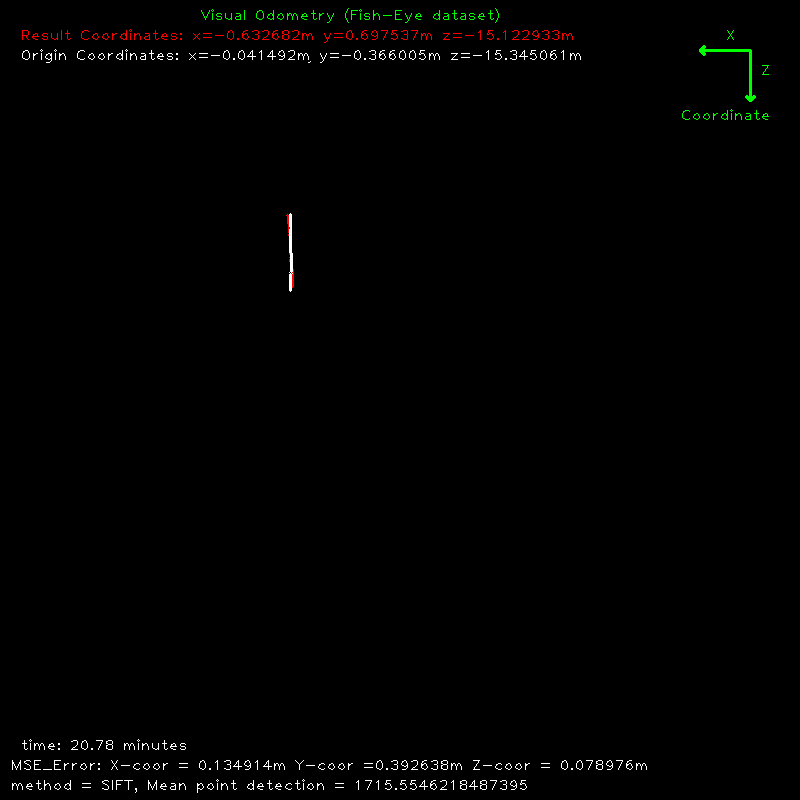 Visual Odometry (Fish-Eye dataset)
Result Coordinates: x=-0.632682m y=0.697537m z=-15.122933m
Origin Coordinates: x=-0.041492m y=-0.366005m z=-15.345061m
X
Z
Coordinate
time: 20.78 minutes
MSE_Error: X-coor = 0.134914m Y-coor =0.392638m Z-coor = 0.078976m
method = SIFT, Mean point detection = 1715.5546218487395